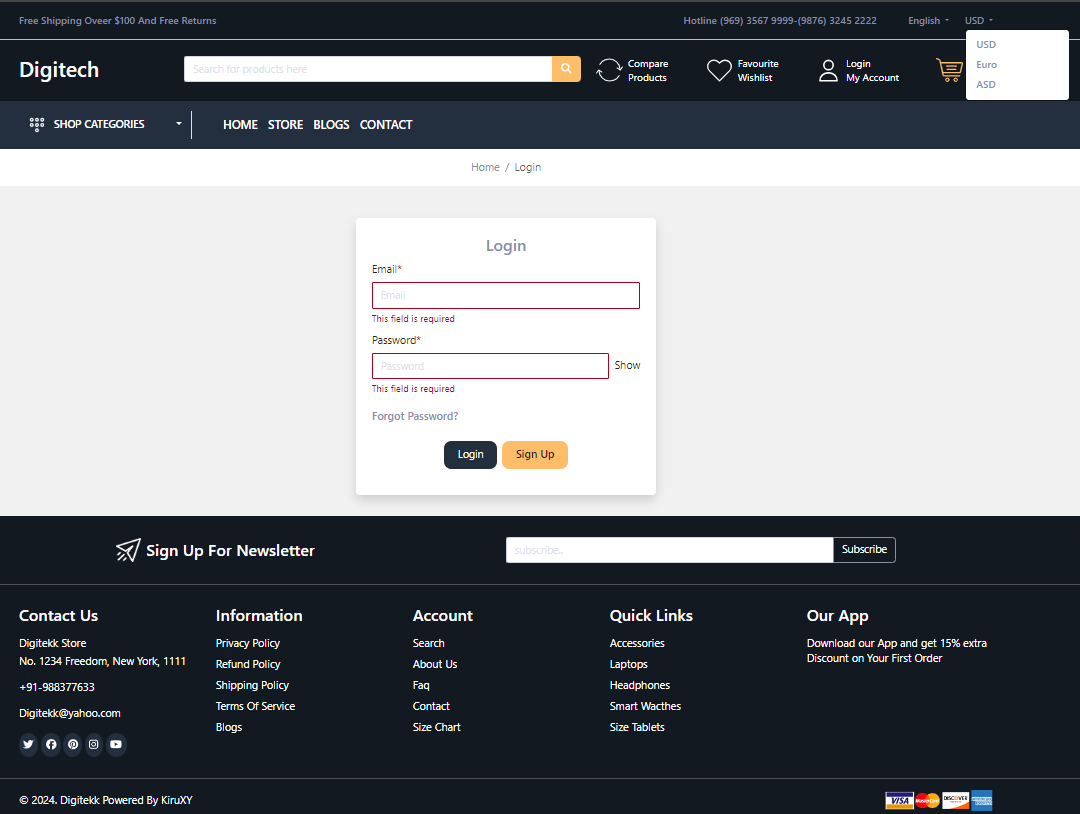 Free Shipping Oveer $100 And Free Returns
Hotline (969) 3567 9999-(9876) 3245 2222
English
USD
USD
Euro
ASD
Digitech
Search for products here
Compare
Products
Favourite
Wishlist
Login
My Account
SHOP CATEGORIES
HOME STORE BLOGS CONTACT
Home / Login
Login
Email*
Email
This field is required
Password*
Password
Show
This field is required
Forgot Password?
Login
Sign Up
Sign Up For Newsletter
subscribe..
Subscribe
Contact Us
Digitekk Store
No. 1234 Freedom, New York, 1111
+91-988377633
Digitekk@yahoo.com
Information
Privacy Policy
Refund Policy
Shipping Policy
Terms Of Service
Blogs
Account
Search
About Us
Faq
Contact
Size Chart
Quick Links
Accessories
Laptops
Headphones
Smart Wacthes
Size Tablets
Our App
Download our App and get 15% extra
Discount on Your First Order
© 2024. Digitekk Powered By KiruXY
VISA
MasterCard
DISCOVER